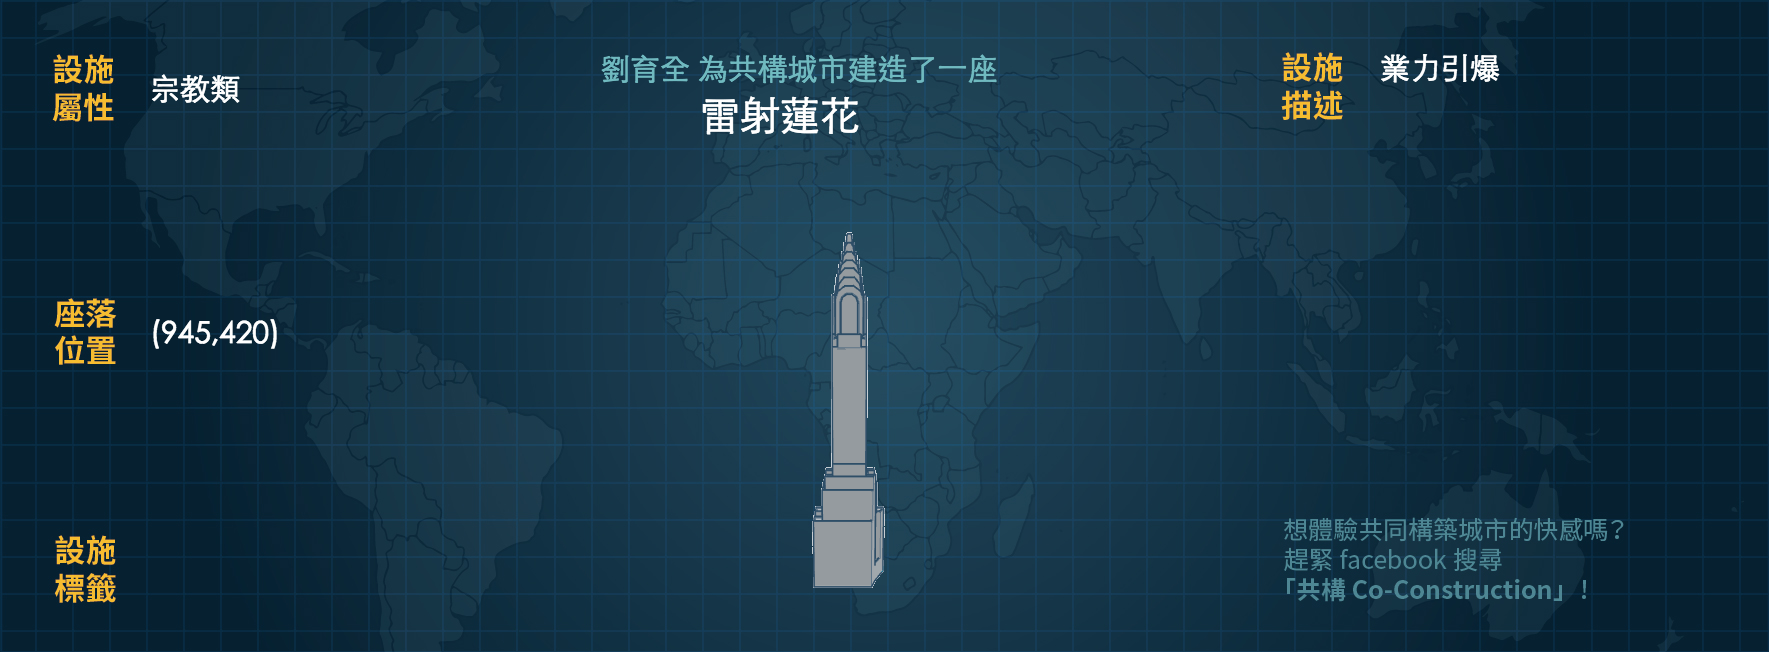 設施
屬性
宗教類
劉育全 為共構城市建造了一座
雷射蓮花
設施
描述
業力引爆
座落
位置
(945,420)
設施
標籤
想體驗共同構築城市的快感嗎？
趕緊 facebook 搜尋
「共構 Co-Construction」！